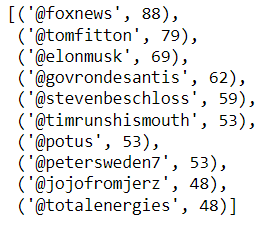 [('@foxnews', 88),
('@tomfitton', 79),
('@elonmusk', 69),
('@govrondesantis', 62),
('@stevenbeschloss', 59),
('@timrunshismouth', 53),
('@potus', 53),
('@petersweden7', 53),
('@jojofromjerz', 48),
('@totalenergies', 48)]